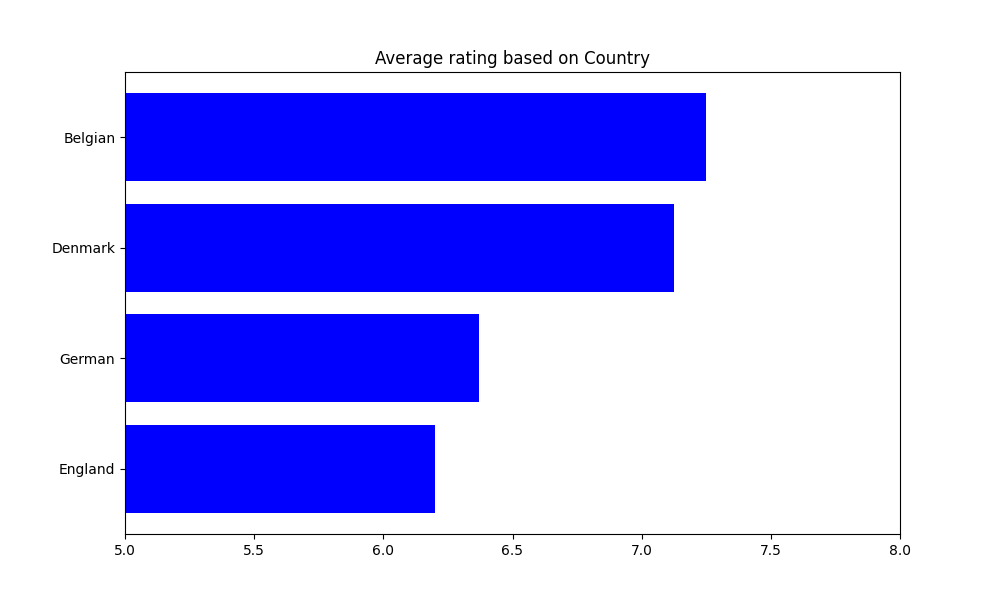 Average rating based on Country
Belgian
Denmark
German
England
5.0 5.5 6.0 6.5 7.0 7.5 8.0